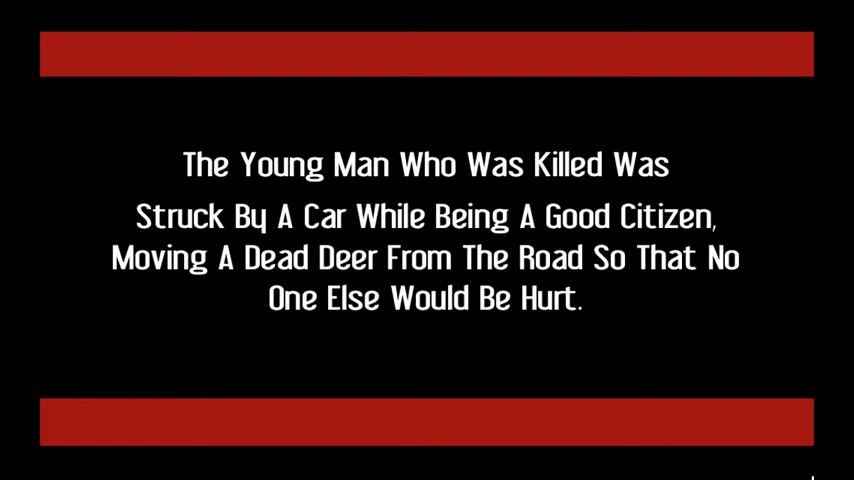 The Young Man Who Was Killed Was
Struck By A Car While Being A Good Citizen,
Moving A Dead Deer From The Road So That No
One Else Would Be Hurt.